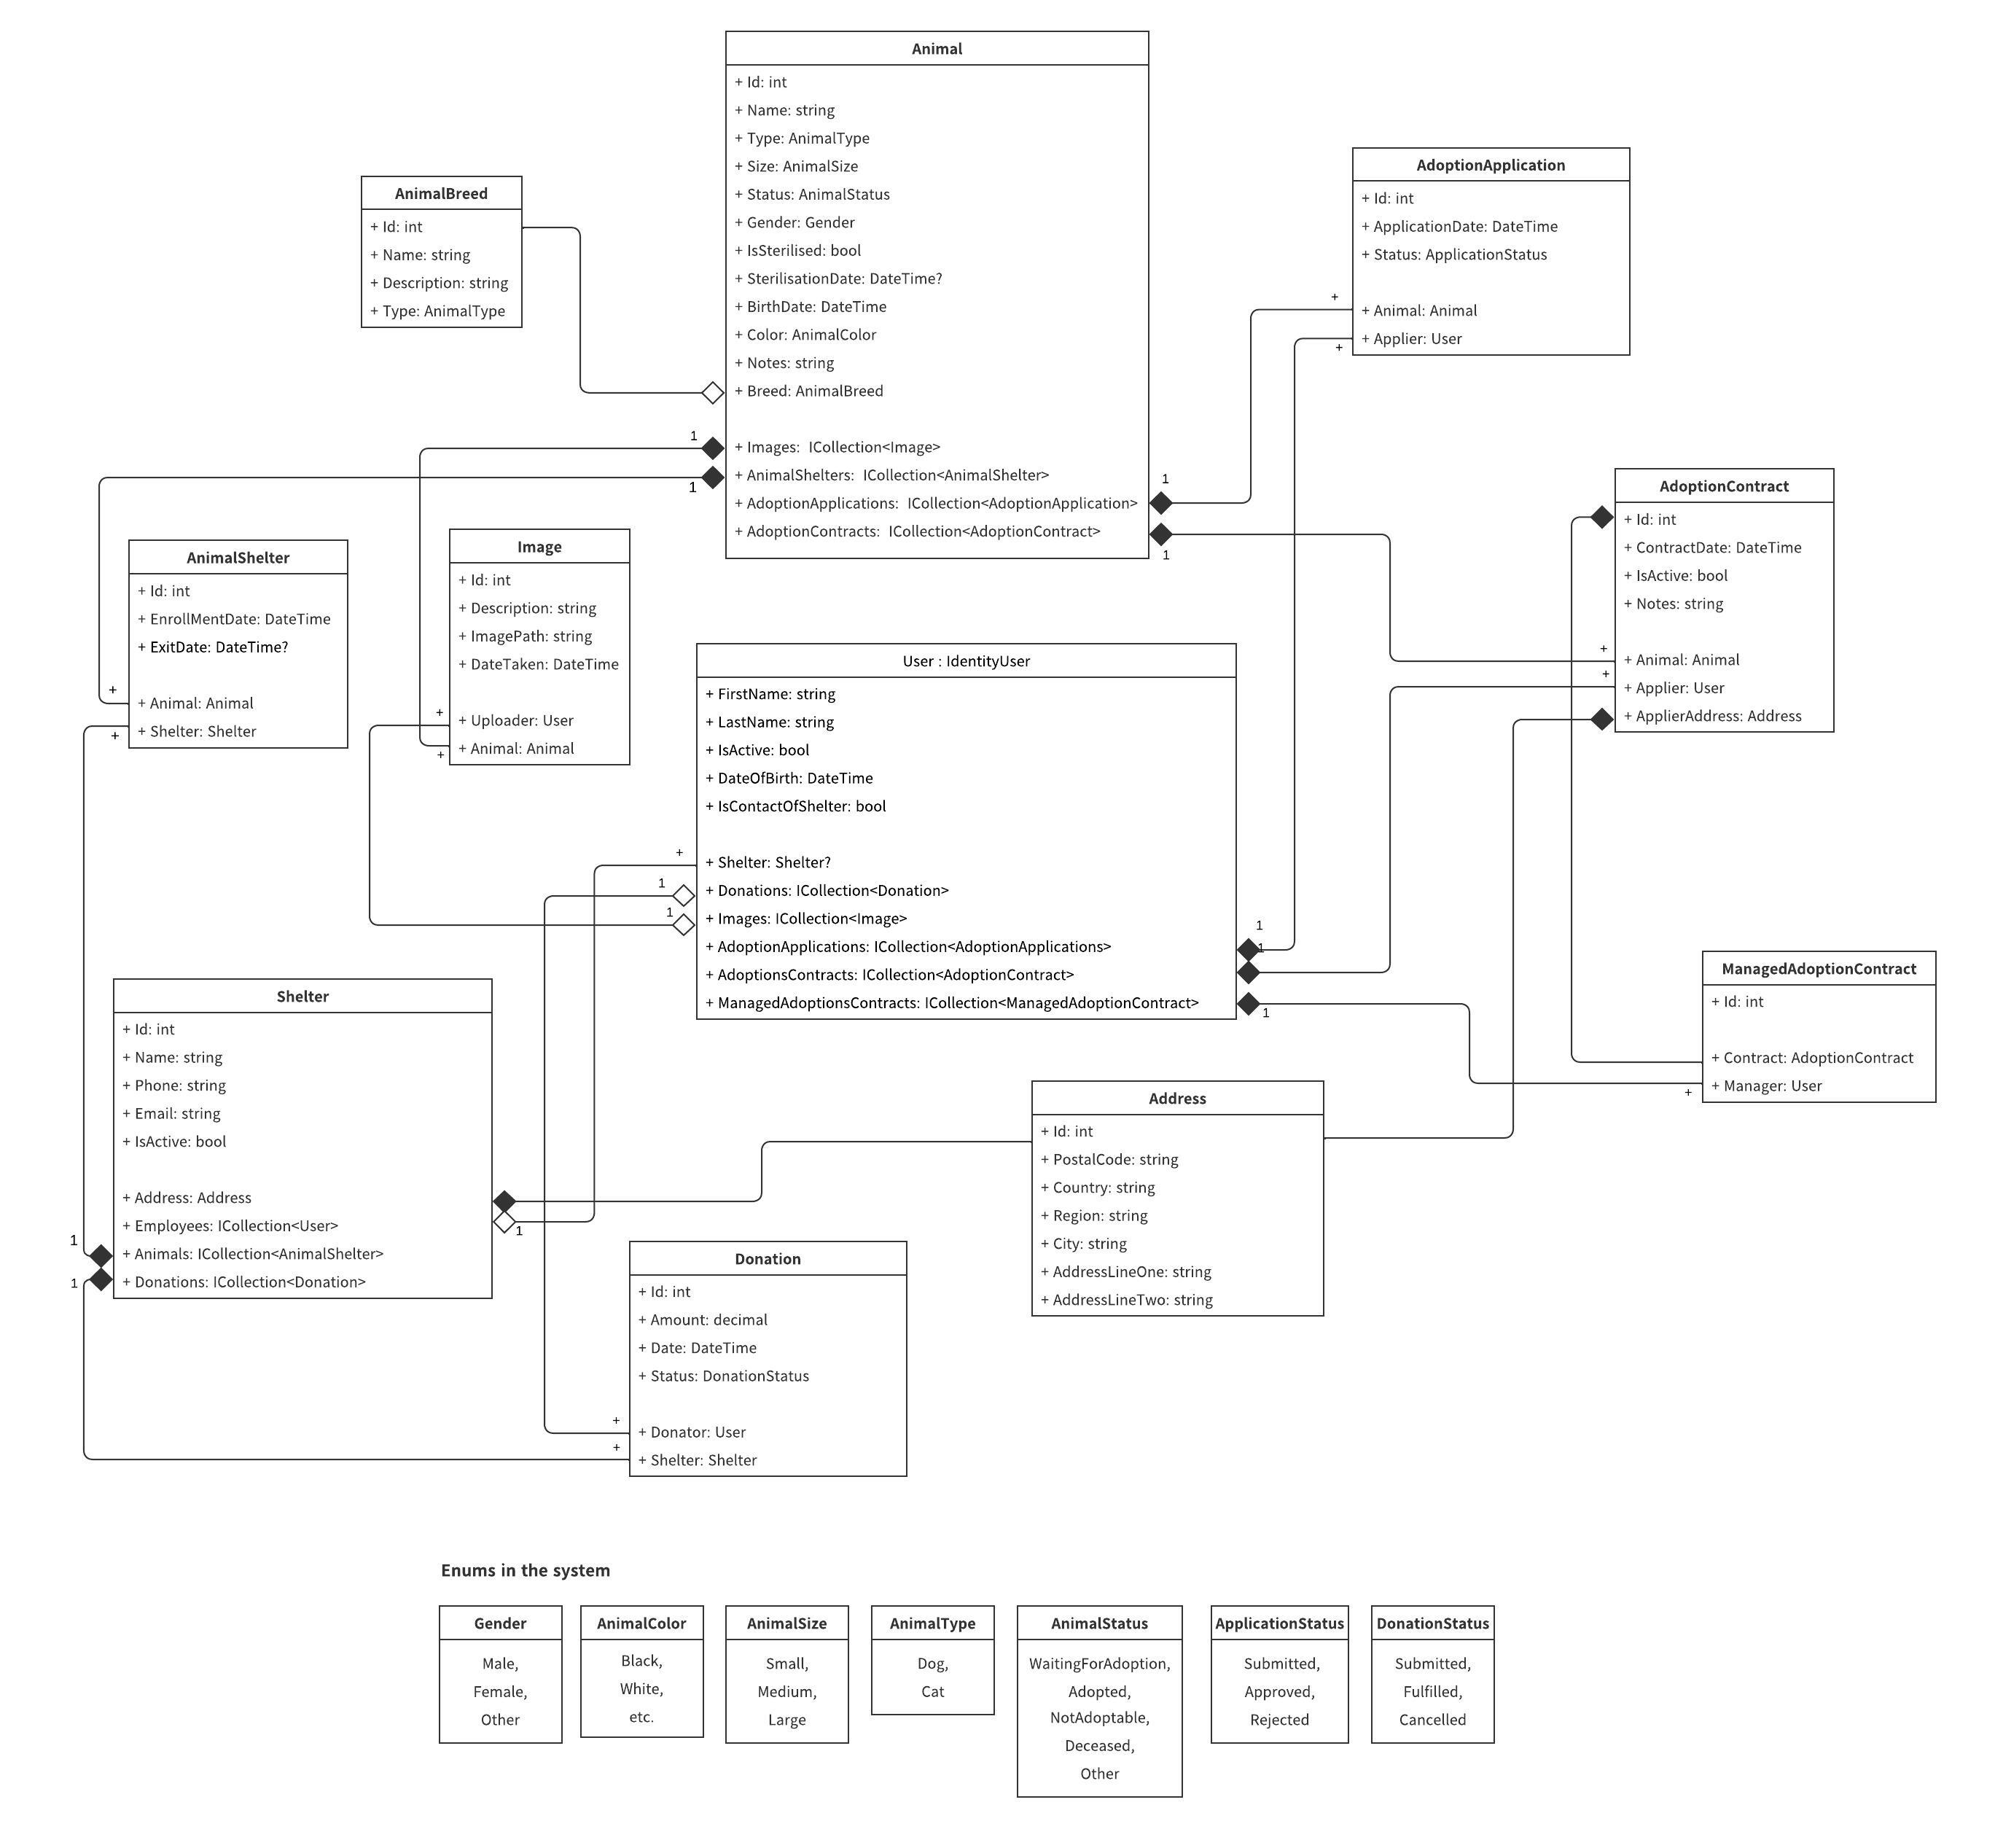 Animal
+ Id: int
+ Name: string
+ Type: AnimalType
+ Size: AnimalSize
+ Status: AnimalStatus
+ Gender: Gender
+ IsSterilised: bool
+ SterilisationDate: DateTime?
+ BirthDate: DateTime
+ Color: AnimalColor
+ Notes: string
+ Breed: AnimalBreed
+ Images:  ICollection<Image>
+ AnimalShelters:  ICollection<AnimalShelter>
+ AdoptionApplications:  ICollection<AdoptionApplication>
+ AdoptionContracts:  ICollection<AdoptionContract>
1
1
1
1
AnimalBreed
+ Id: int
+ Name: string
+ Description: string
+ Type: AnimalType
AdoptionApplication
+ Id: int
+ ApplicationDate: DateTime
+ Status: ApplicationStatus
+ Animal: Animal
+ Applier: User
+
+
AdoptionContract
+ Id: int
+ ContractDate: DateTime
+ IsActive: bool
+ Notes: string
+ Animal: Animal
+ Applier: User
+ ApplierAddress: Address
+
+
AnimalShelter
+ Id: int
+ EnrollMentDate: DateTime
+ ExitDate: DateTime?
+ Animal: Animal
+ Shelter: Shelter
+
+
Image
+ Id: int
+ Description: string
+ ImagePath: string
+ DateTaken: DateTime
+ Uploader: User
+ Animal: Animal
+
+
User : IdentityUser
+ FirstName: string
+ LastName: string
+ IsActive: bool
+ DateOfBirth: DateTime
+ IsContactOfShelter: bool
+ Shelter: Shelter?
+ Donations: ICollection<Donation>
+ Images: ICollection<Image>
+ AdoptionApplications: ICollection<AdoptionApplications>
+ AdoptionsContracts: ICollection<AdoptionContract>
+ ManagedAdoptionsContracts: ICollection<ManagedAdoptionContract>
+
1
1
1
1
1
ManagedAdoptionContract
+ Id: int
+ Contract: AdoptionContract
+ Manager: User
+
Shelter
+ Id: int
+ Name: string
+ Phone: string
+ Email: string
+ IsActive: bool
+ Address: Address
+ Employees: ICollection<User>
+ Animals: ICollection<AnimalShelter>
+ Donations: ICollection<Donation>
1
1
1
Address
+ Id: int
+ PostalCode: string
+ Country: string
+ Region: string
+ City: string
+ AddressLineOne: string
+ AddressLineTwo: string
Donation
+ Id: int
+ Amount: decimal
+ Date: DateTime
+ Status: DonationStatus
+ Donator: User
+ Shelter: Shelter
+
+
Enums in the system
Gender
Male,
Female,
Other
AnimalColor
Black,
White,
etc.
AnimalSize
Small,
Medium,
Large
AnimalType
Dog,
Cat
AnimalStatus
WaitingForAdoption,
Adopted,
NotAdoptable,
Deceased,
Other
ApplicationStatus
Submitted,
Approved,
Rejected
DonationStatus
Submitted,
Fulfilled,
Cancelled